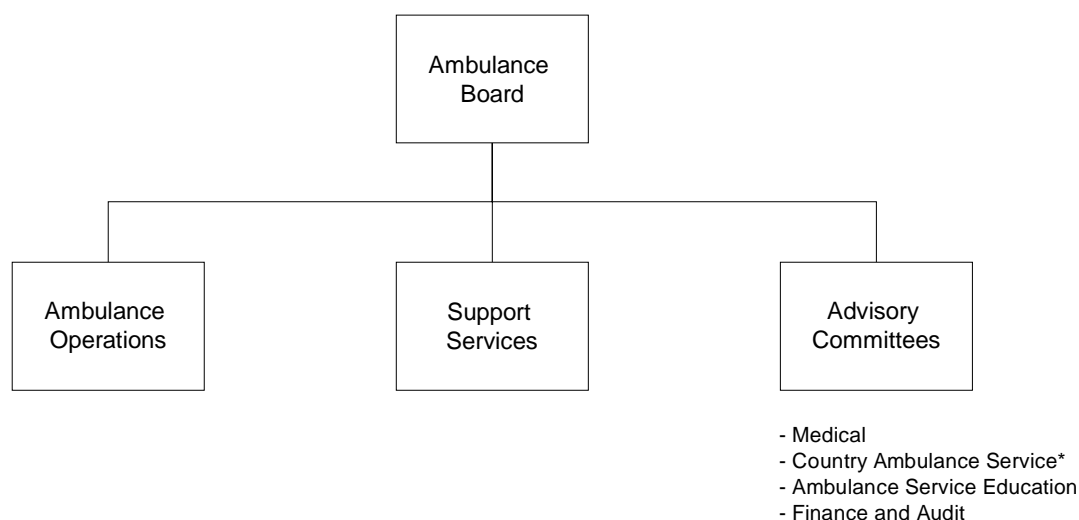 Ambulance
Board
Ambulance
Operations
Support
Services
Advisory
Committees
- Medical
- Country Ambulance Service*
- Ambulance Service Education
- Finance and Audit